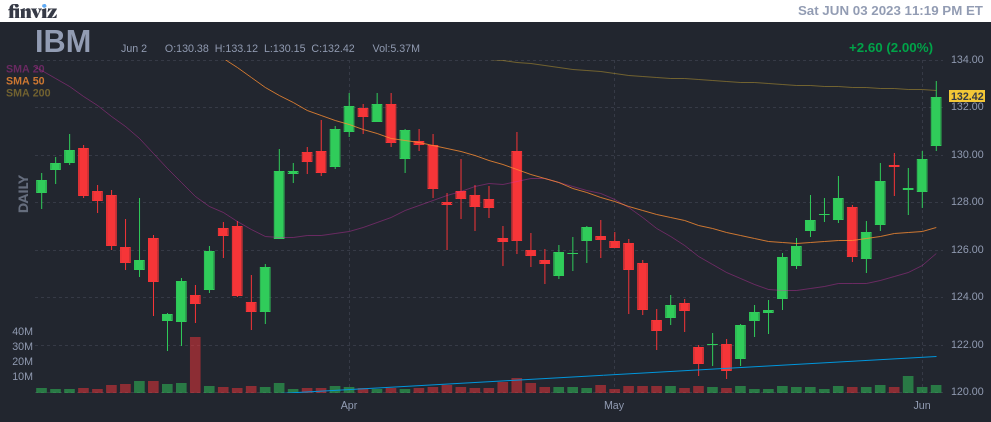 finviz
Sat JUN 03 2023 11:19 PM ET
IBM
Jun 2 O:130.38 H:133.12 L:130.15 C:132.42 Vol:5.37M
+2.60 (2.00%)
SMA 20
SMA 50
SMA 200
DAILY
134.00
132.42
132.00
130.00
128.00
126.00
124.00
122.00
120.00
40M
30M
20M
10M
Apr
May
Jun